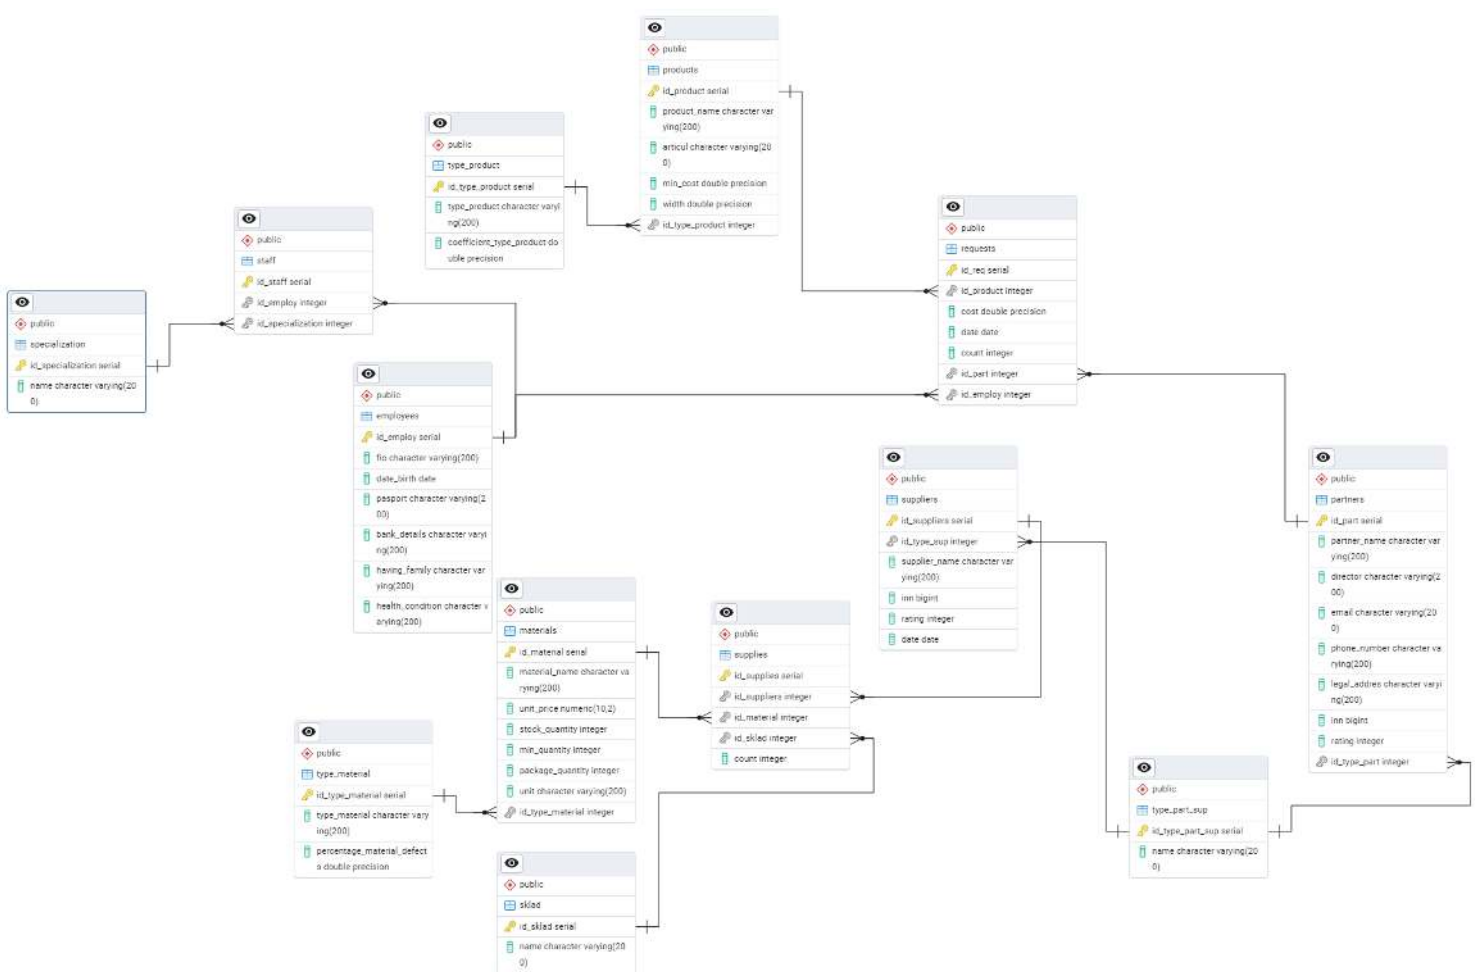 public
products
id_product serial
product_name character var
ying(200)
articul character varying(20
0)
min_cost double precision
width double precision
id_type_product integer
public
type_product
id_type_product serial
type_product character varyi
ng(200)
coefficient_type_product do
uble precision
public
staff
id_staff serial
id_employ integer
id_specialization integer
public
specialization
id_specialization serial
name character varying(20
0)
public
requests
id_req serial
id_product integer
cost double precision
date date
count integer
id_part integer
id_employ integer
public
employees
id_employ serial
fio character varying(200)
date_birth date
pasport character varying(2
00)
bank_details character varyi
ng(200)
having_family character var
ying(200)
health_condition character v
arying(200)
public
suppliers
id_suppliers serial
id_type_sup integer
supplier_name character var
ying(200)
inn bigint
rating integer
date date
public
partners
id_part serial
partner_name character var
ying(200)
director character varying(2
00)
email character varying(20
0)
phone_number character va
rying(200)
legal_addres character varyi
ng(200)
inn bigint
rating integer
id_type_part integer
public
materials
id_material serial
material_name character va
rying(200)
unit_price numeric(10,2)
stock_quantity integer
min_quantity integer
package_quantity integer
unit character varying(200)
id_type_material integer
public
supplies
id_supplies serial
id_suppliers integer
id_material integer
id_sklad integer
count integer
public
type_material
id_type_material serial
type_material character vary
ing(200)
percentage_material_defect
s double precision
public
type_part_sup
id_type_part_sup serial
name character varying(20
0)
public
sklad
id_sklad serial
name character varying(20
0)